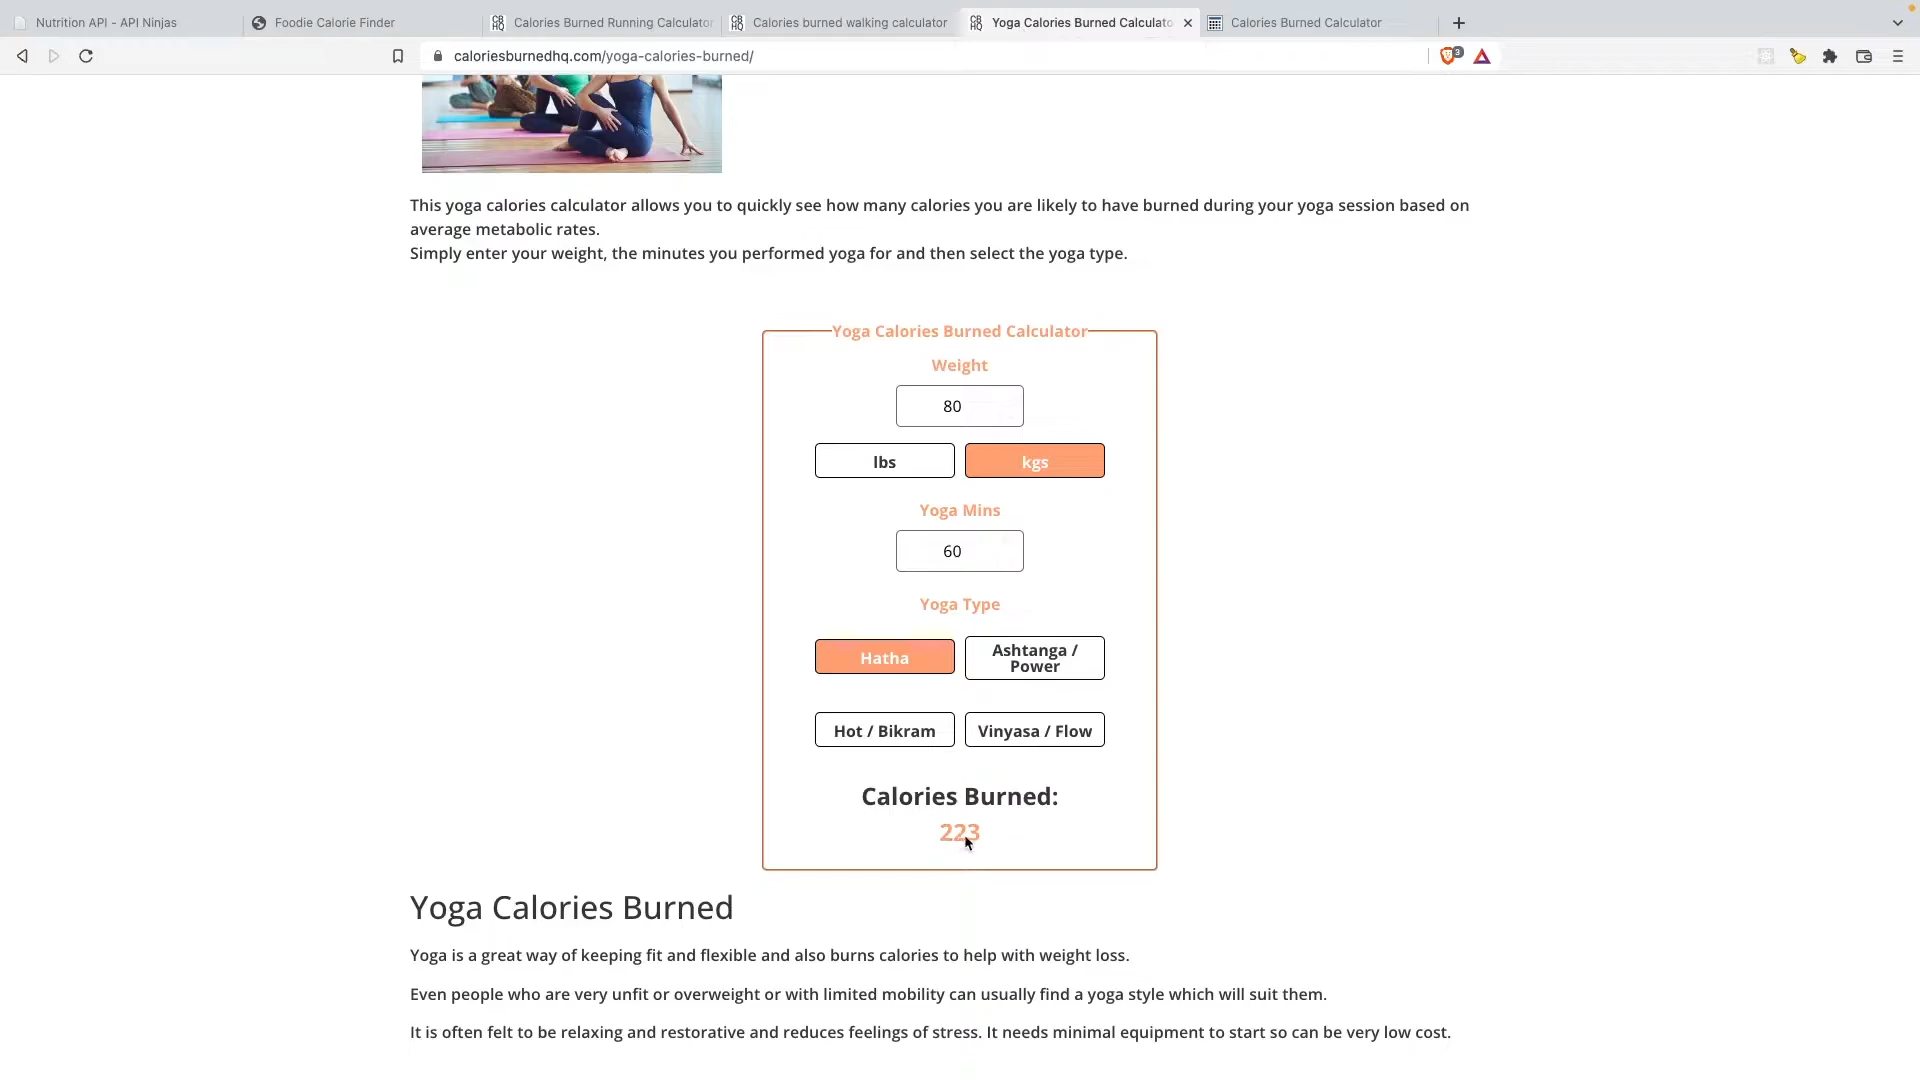 Nutrition API - API Ninjas
Foodie Calorie Finder
Calories Burned Running Calculator
Calories burned walking calculator
Yoga Calories Burned Calculato
Calories Burned Calculator
caloriesburnedhq.com/yoga-calories-burned/
3
This yoga calories calculator allows you to quickly see how many calories you are likely to have burned during your yoga session based on
average metabolic rates.
Simply enter your weight, the minutes you performed yoga for and then select the yoga type.
Yoga Calories Burned Calculator
Weight
80
lbs
kgs
Yoga Mins
60
Yoga Type
Hatha
Ashtanga /
Power
Hot / Bikram
Vinyasa / Flow
Calories Burned:
223
Yoga Calories Burned
Yoga is a great way of keeping fit and flexible and also burns calories to help with weight loss.
Even people who are very unfit or overweight or with limited mobility can usually find a yoga style which will suit them.
It is often felt to be relaxing and restorative and reduces feelings of stress. It needs minimal equipment to start so can be very low cost.